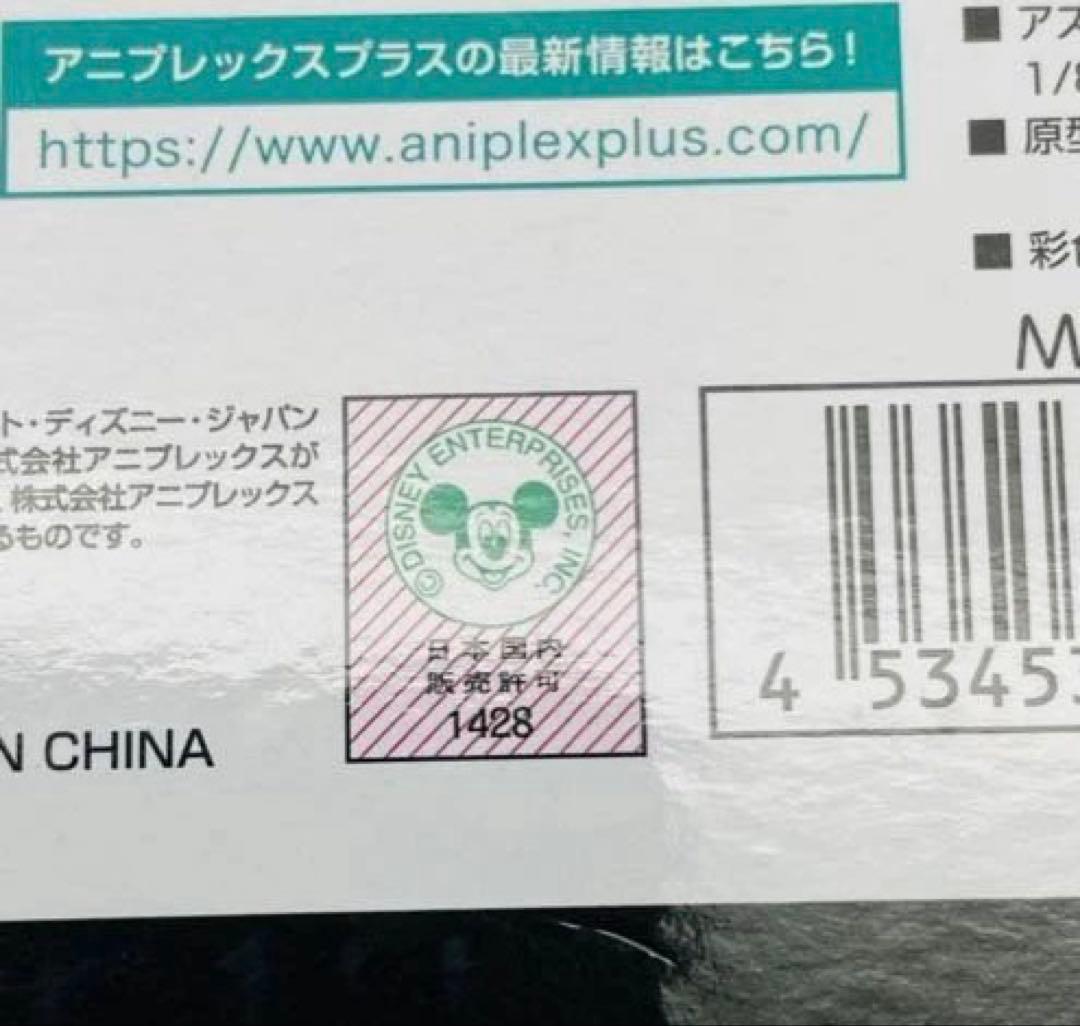 アニプレックスプラスの最新情報はこちら!
https://www.aniplexplus.com/
■ アス
1/8
■ 原型
■ 彩色
M
ト・ディズニー・ジャパン
式会社アニプレックスが
株式会社アニプレックス
るものです。
©DISNEY ENTERPRISES, INC.
日本国内
販売許可
1428
N CHINA
4 53453